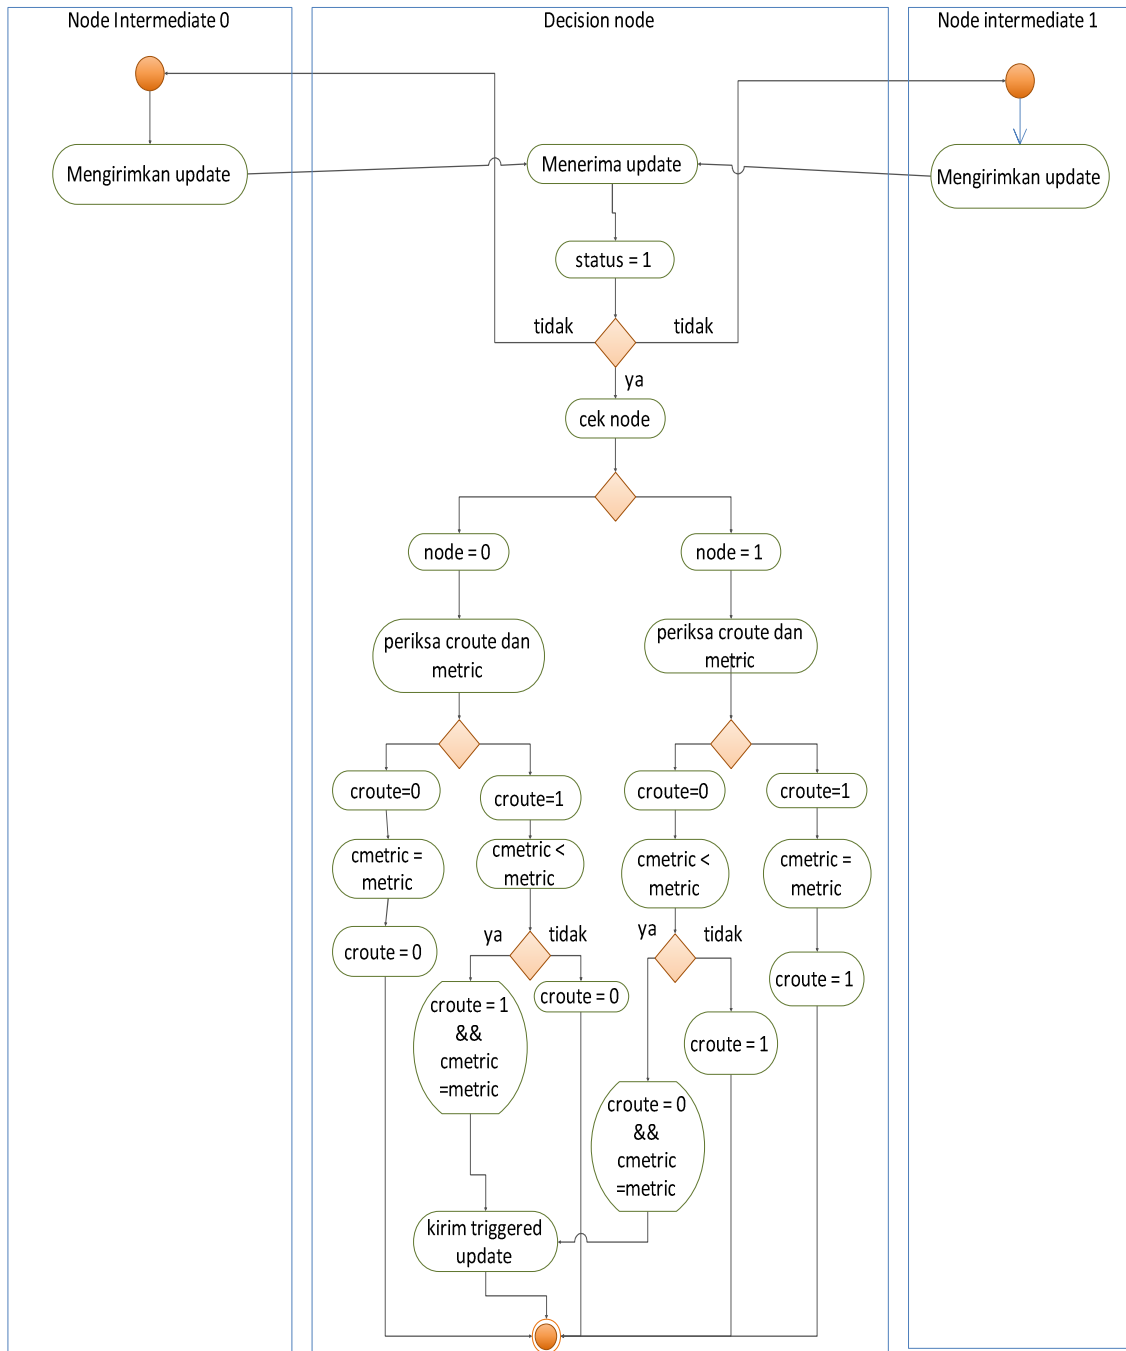 Node Intermediate 0
Decision node
Node intermediate 1
Mengirimkan update
Menerima update
Mengirimkan update
status = 1
tidak
tidak
ya
cek node
node = 0
node = 1
periksa croute dan
metric
periksa croute dan
metric
croute=0
croute=1
croute=0
croute=1
cmetric =
metric
cmetric <
metric
cmetric <
metric
cmetric =
metric
ya
tidak
ya
tidak
croute = 0
croute = 1
&&
cmetric
=metric
croute = 0
croute = 1
croute = 1
croute = 0
&&
cmetric
=metric
kirim triggered
update